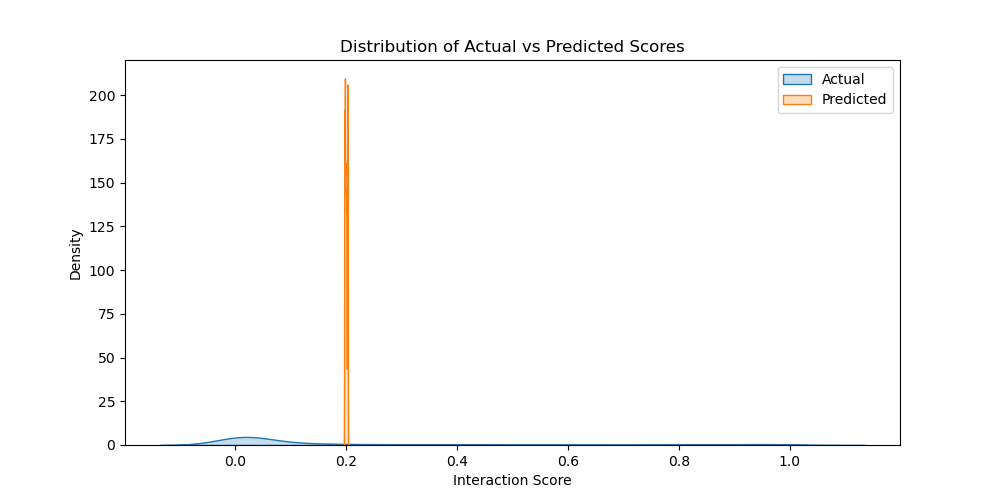 Distribution of Actual vs Predicted Scores
Actual
Predicted
200
175
150
125
100
75
50
25
0
Density
0.0 0.2 0.4 0.6 0.8 1.0
Interaction Score